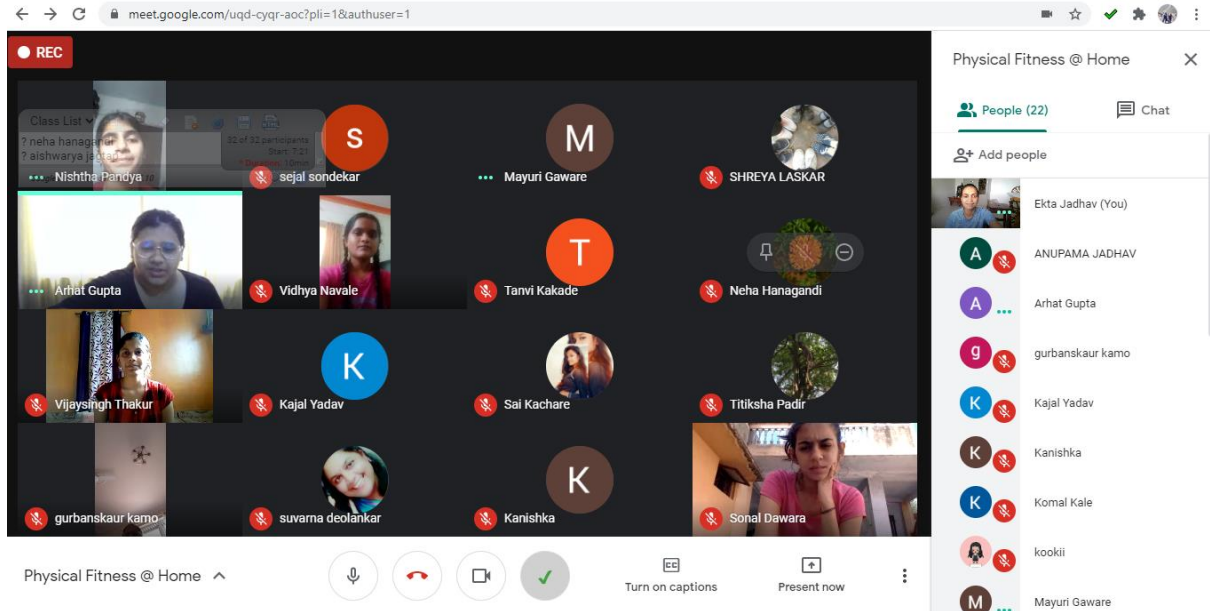 meet.google.com/uqd-cyqr-aoc?pli=1&authuser=1
REC
Class List
? neha hanagandi
? aishwarya jagtap
32 of 32 participants
Start: 7:21
Nishtha Pandya
S
sejal sondekar
M
Mayuri Gaware
SHREYA LASKAR
Arhat Gupta
Vidhya Navale
T
Tanvi Kakade
Neha Hanagandi
Vijaysingh Thakur
K
Kajal Yadav
Sai Kachare
Titiksha Padir
gurbanskaur kamo
suvarna deolankar
K
Kanishka
Sonal Dawara
Physical Fitness @ Home
Turn on captions
Present now
Physical Fitness @ Home
People (22)
Chat
Add people
Ekta Jadhav (You)
A
ANUPAMA JADHAV
A
Arhat Gupta
g
gurbanskaur kamo
K
Kajal Yadav
K
Kanishka
K
Komal Kale
kookii
M
Mayuri Gaware